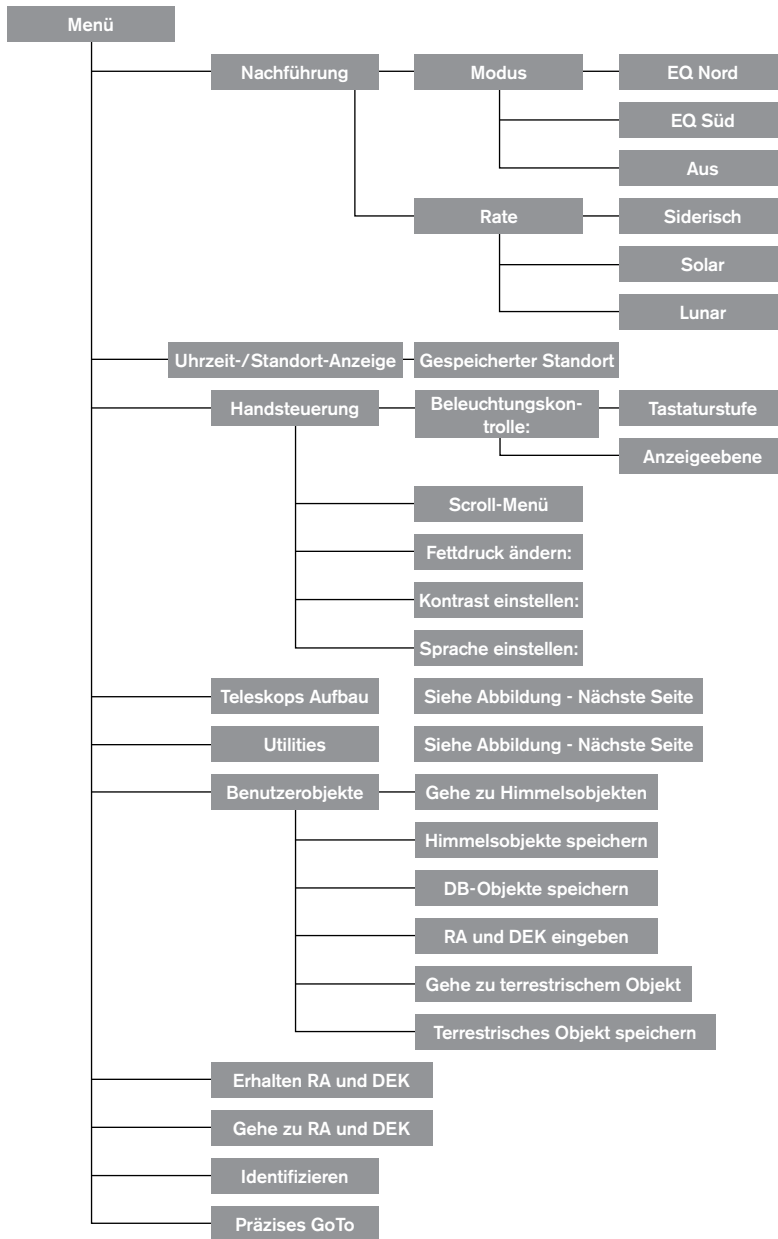 Menü
Nachführung
Modus
EQ Nord
EQ Süd
Aus
Rate
Siderisch
Solar
Lunar
Uhrzeit-/Standort-Anzeige
Gespeicherter Standort
Handsteuerung
Beleuchtungskon-
trolle:
Tastaturstufe
Anzeigeebene
Scroll-Menü
Fettdruck ändern:
Kontrast einstellen:
Sprache einstellen:
Teleskops Aufbau
Siehe Abbildung - Nächste Seite
Utilities
Siehe Abbildung - Nächste Seite
Benutzerobjekte
Gehe zu Himmelsobjekten
Himmelsobjekte speichern
DB-Objekte speichern
RA und DEK eingeben
Gehe zu terrestrischem Objekt
Terrestrisches Objekt speichern
Erhalten RA und DEK
Gehe zu RA und DEK
Identifizieren
Präzises GoTo